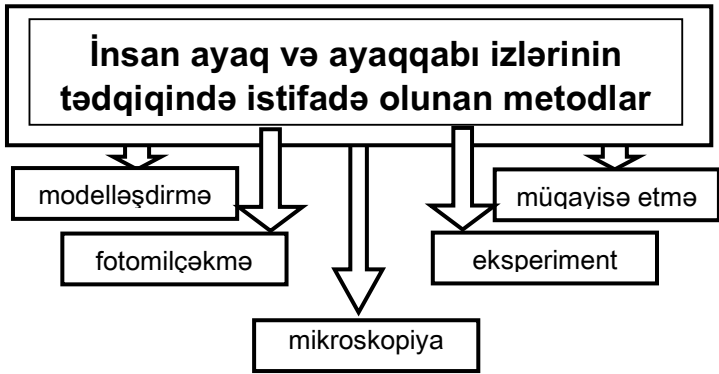 İnsan ayaq və ayaqqabı izlərinin
tədqiqində istifadə olunan metodlar
modelləşdirmə
müqayisə etmə
fotomilçəkmə
eksperiment
mikroskopiya